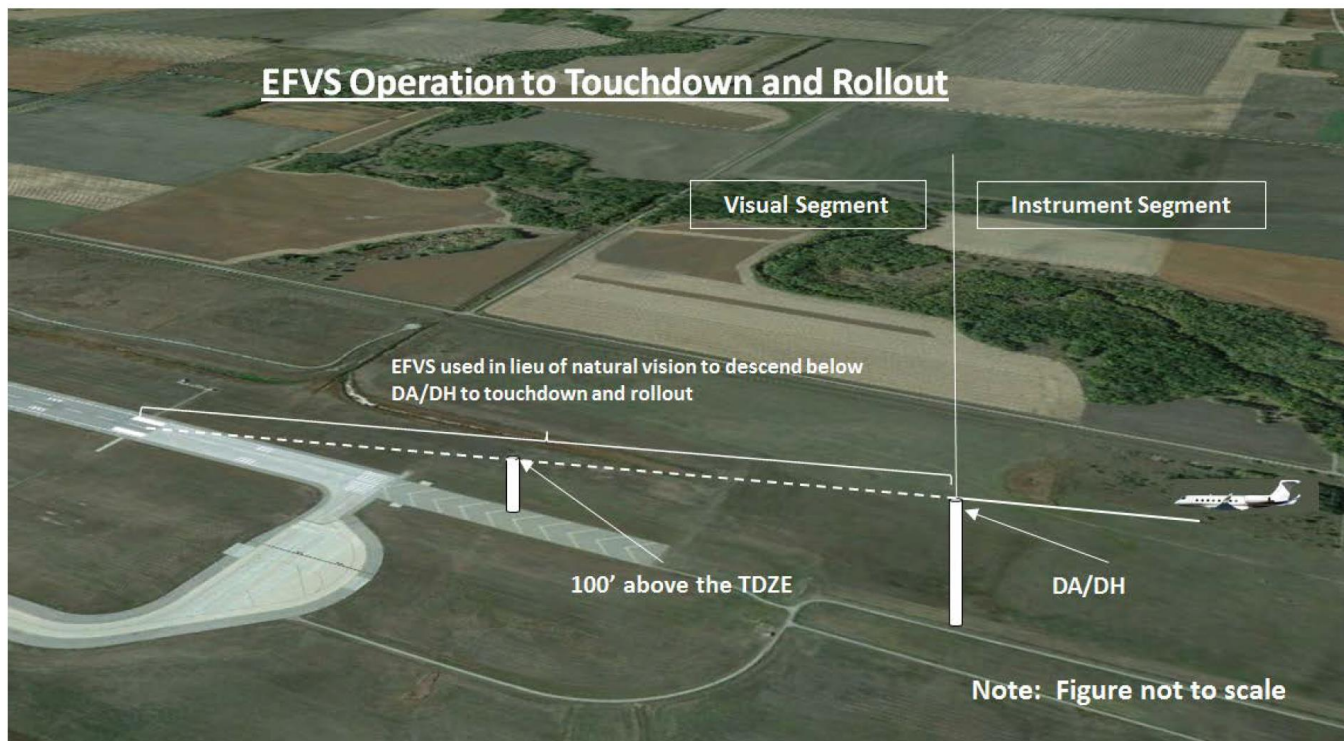 EFVS Operation to Touchdown and Rollout
Visual Segment
Instrument Segment
EFVS used in lieu of natural vision to descend below
DA/DH to touchdown and rollout
100' above the TDZE
DA/DH
Note:  Figure not to scale